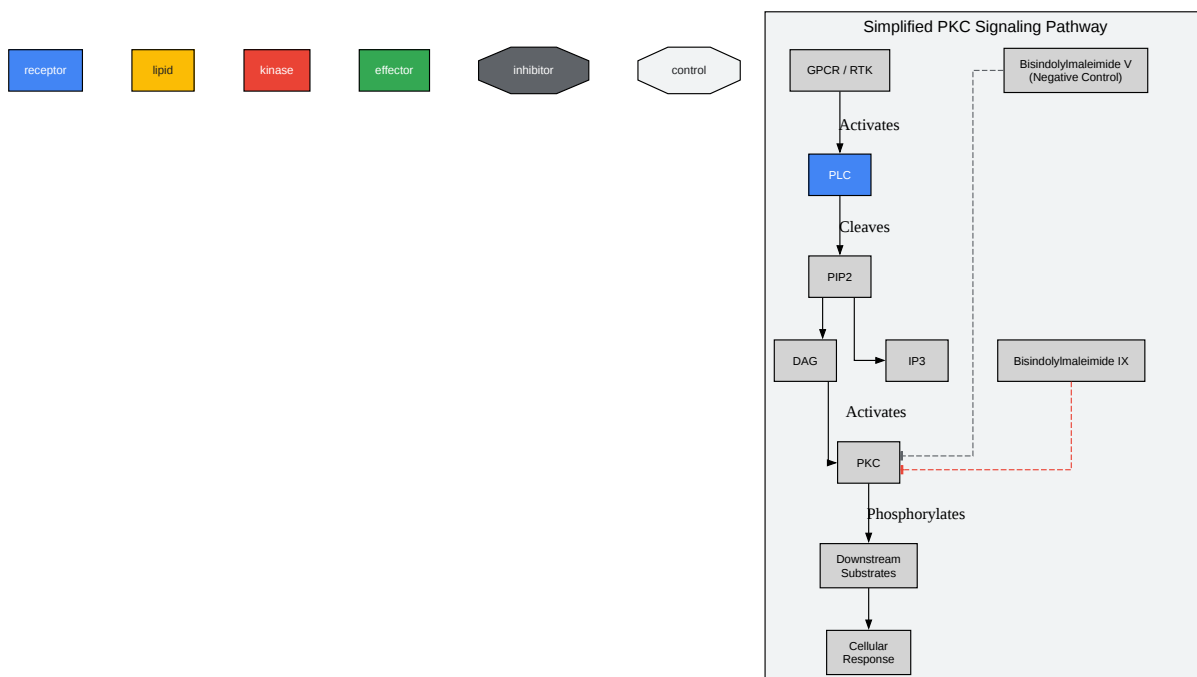 receptor
lipid
kinase
effector
inhibitor
control
Simplified PKC Signaling Pathway
GPCR / RTK
Bisindolylmaleimide V
(Negative Control)
Activates
PLC
Cleaves
PIP2
DAG
IP3
Bisindolylmaleimide IX
Activates
PKC
Phosphorylates
Downstream
Substrates
Cellular
Response